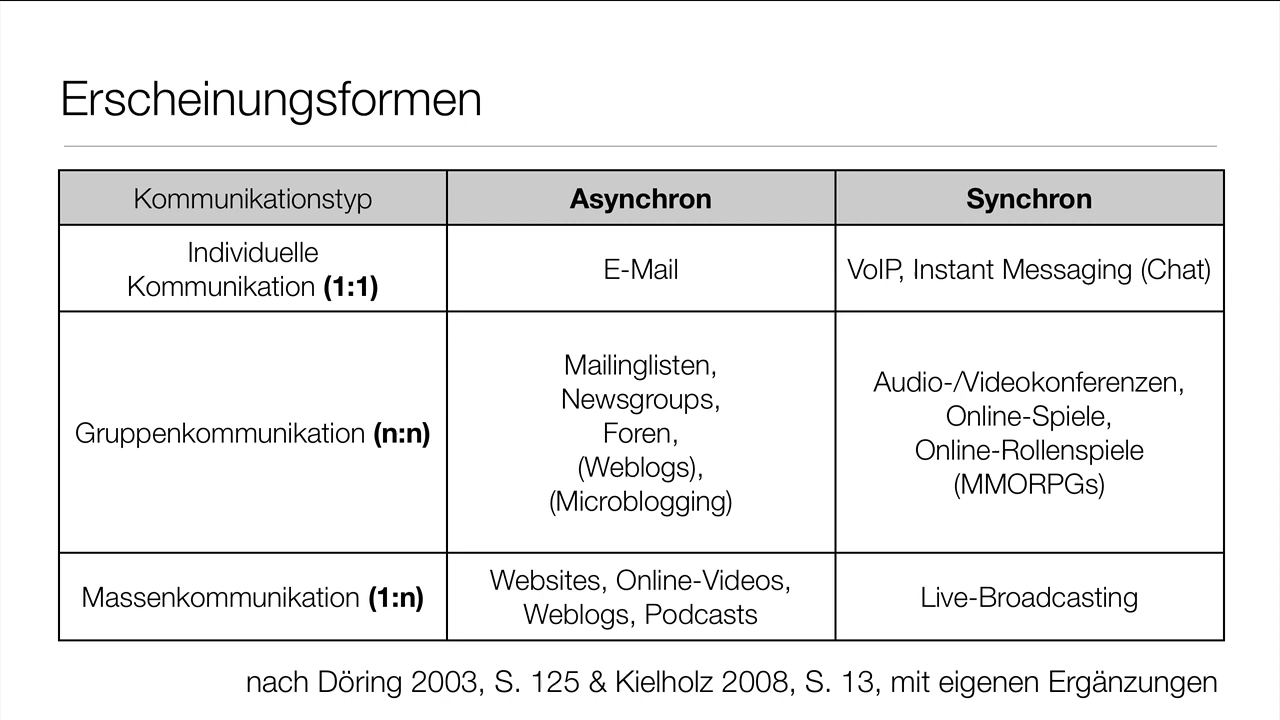 Erscheinungsformen
Kommunikationstyp
Asynchron
Synchron
Individuelle
Kommunikation (1:1)
E-Mail
VoIP, Instant Messaging (Chat)
Gruppenkommunikation (n:n)
Mailinglisten,
Newsgroups,
Foren,
(Weblogs),
(Microblogging)
Audio-/Videokonferenzen,
Online-Spiele,
Online-Rollenspiele
(MMORPGs)
Massenkommunikation (1:n)
Websites, Online-Videos,
Weblogs, Podcasts
Live-Broadcasting
nach Döring 2003, S. 125 & Kielholz 2008, S. 13, mit eigenen Ergänzungen